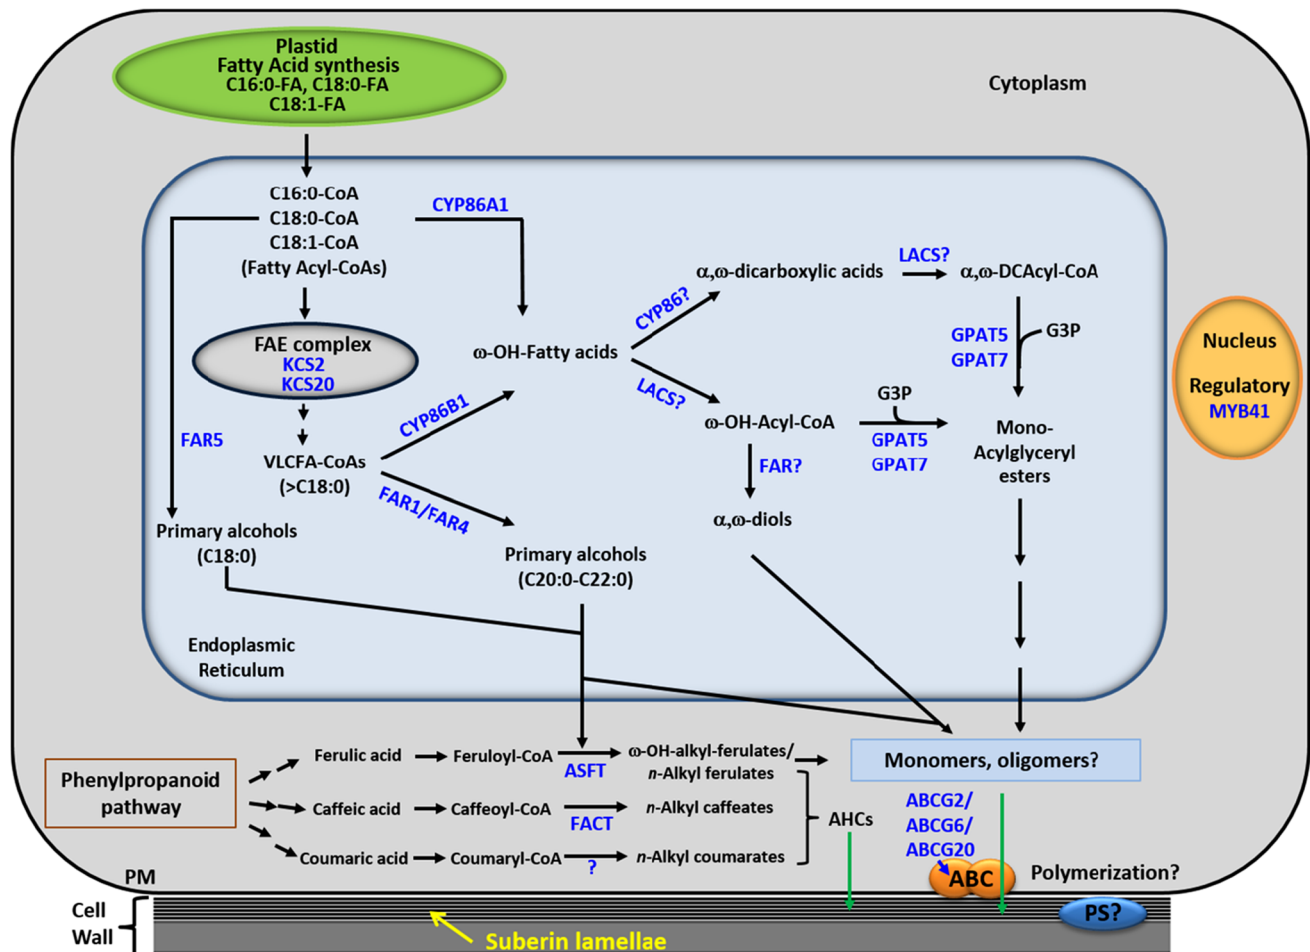 Plastid
Fatty Acid synthesis
C16:0-FA, C18:0-FA
C18:1-FA
Cytoplasm
C16:0-CoA
C18:0-CoA
C18:1-CoA
(Fatty Acyl-CoAs)
CYP86A1
FAE complex
KCS2
KCS20
FAR5
VLCFA-CoAs
(>C18:0)
CYP86B1
FAR1/FAR4
ω-OH-Fatty acids
CYP86?
LACS?
α,ω-dicarboxylic acids
LACS?
α,ω-DCAcyl-CoA
GPAT5
GPAT7
G3P
ω-OH-Acyl-CoA
G3P
GPAT5
GPAT7
Mono-
Acylglyceryl
esters
FAR?
α,ω-diols
Primary alcohols
(C18:0)
Primary alcohols
(C20:0-C22:0)
Endoplasmic
Reticulum
Nucleus
Regulatory
MYB41
Phenylpropanoid
pathway
Ferulic acid
Feruloyl-CoA
ASFT
ω-OH-alkyl-ferulates/
n-Alkyl ferulates
Caffeic acid
Caffeoyl-CoA
FACT
n-Alkyl caffeates
Coumaric acid
Coumaryl-CoA
?
n-Alkyl coumarates
AHCs
Monomers, oligomers?
ABCG2/
ABCG6/
ABCG20
ABC
Polymerization?
PS?
PM
Cell
Wall
Suberin lamellae